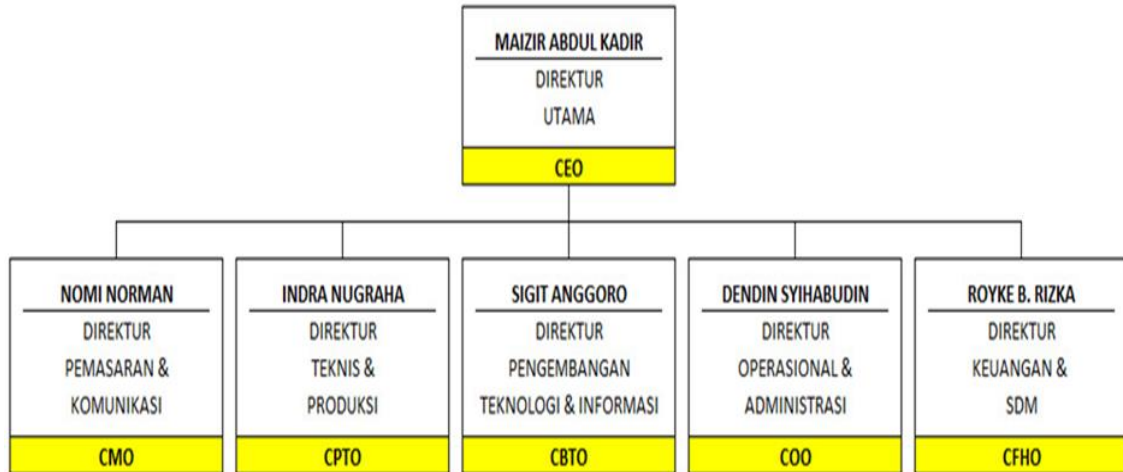 MAIZIR ABDUL KADIR
DIREKTUR
UTAMA
CEO
NOMI NORMAN
DIREKTUR
PEMASARAN &
KOMUNIKASI
CMO
INDRA NUGRAHA
DIREKTUR
TEKNIS &
PRODUKSI
CPTO
SIGIT ANGGORO
DIREKTUR
PENGEMBANGAN
TEKNOLOGI & INFORMASI
CBTO
DENDIN SYIHABUDIN
DIREKTUR
OPERASIONAL &
ADMINISTRASI
COO
ROYKE B. RIZKA
DIREKTUR
KEUANGAN &
SDM
CFHO